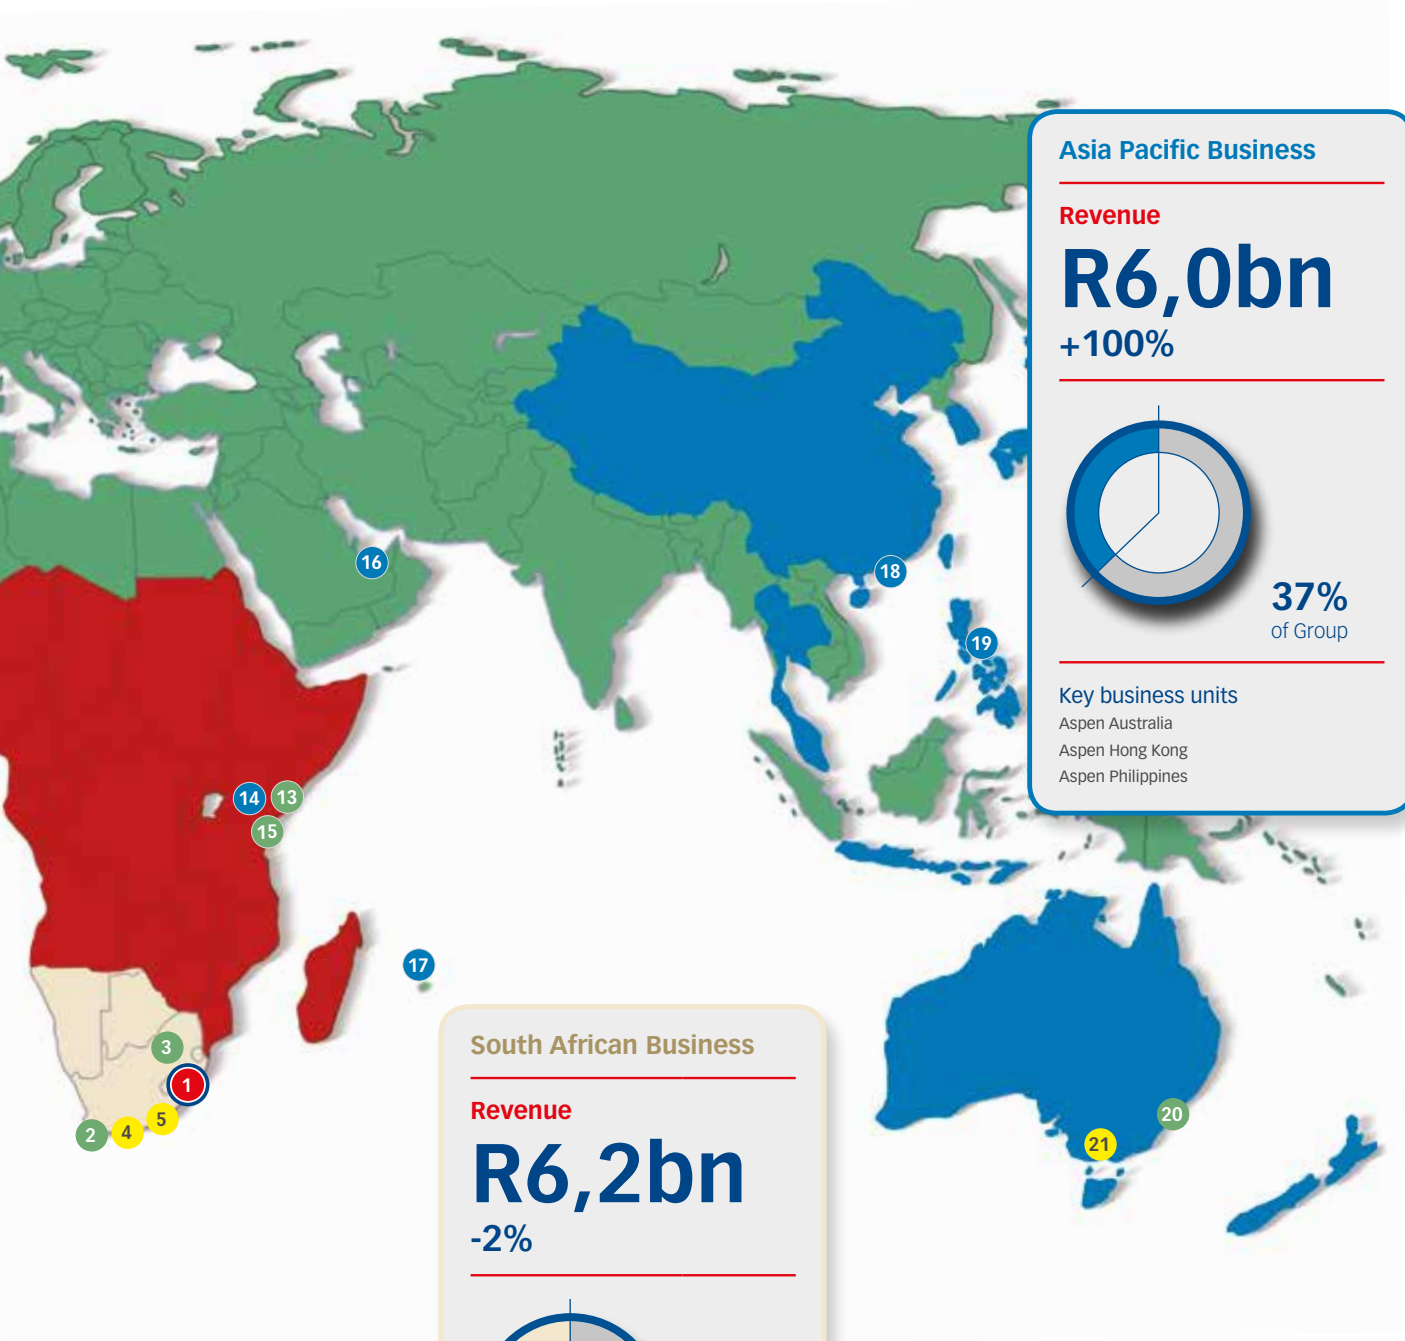 Asia Pacific Business
Revenue
R6,0bn
+100%
37%
of Group
Key business units
Aspen Australia
Aspen Hong Kong
Aspen Philippines
16
18
19
14
13
15
17
3
1
5
4
2
20
21
South African Business
Revenue
R6,2bn
-2%